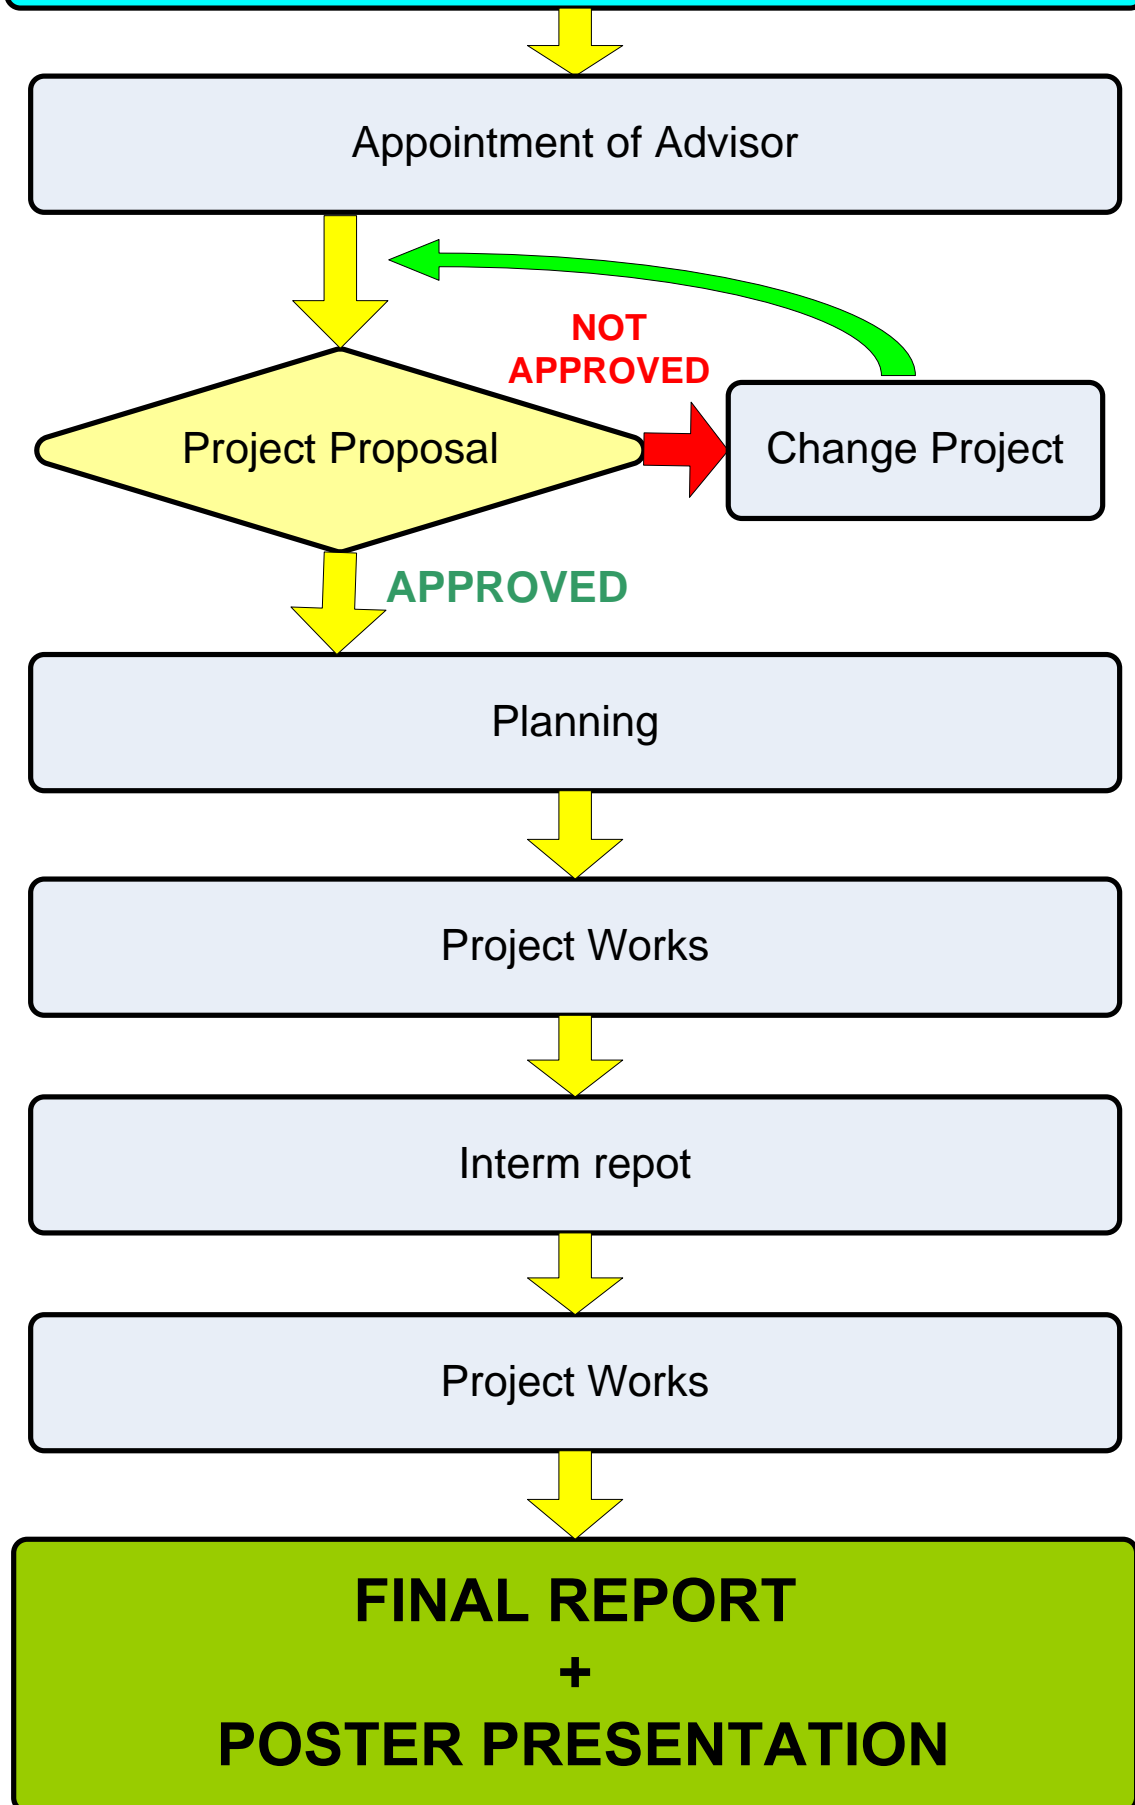 Appointment of Advisor
NOT
APPROVED
Project Proposal
Change Project
APPROVED
Planning
Project Works
Interm repot
Project Works
FINAL REPORT
+
POSTER PRESENTATION